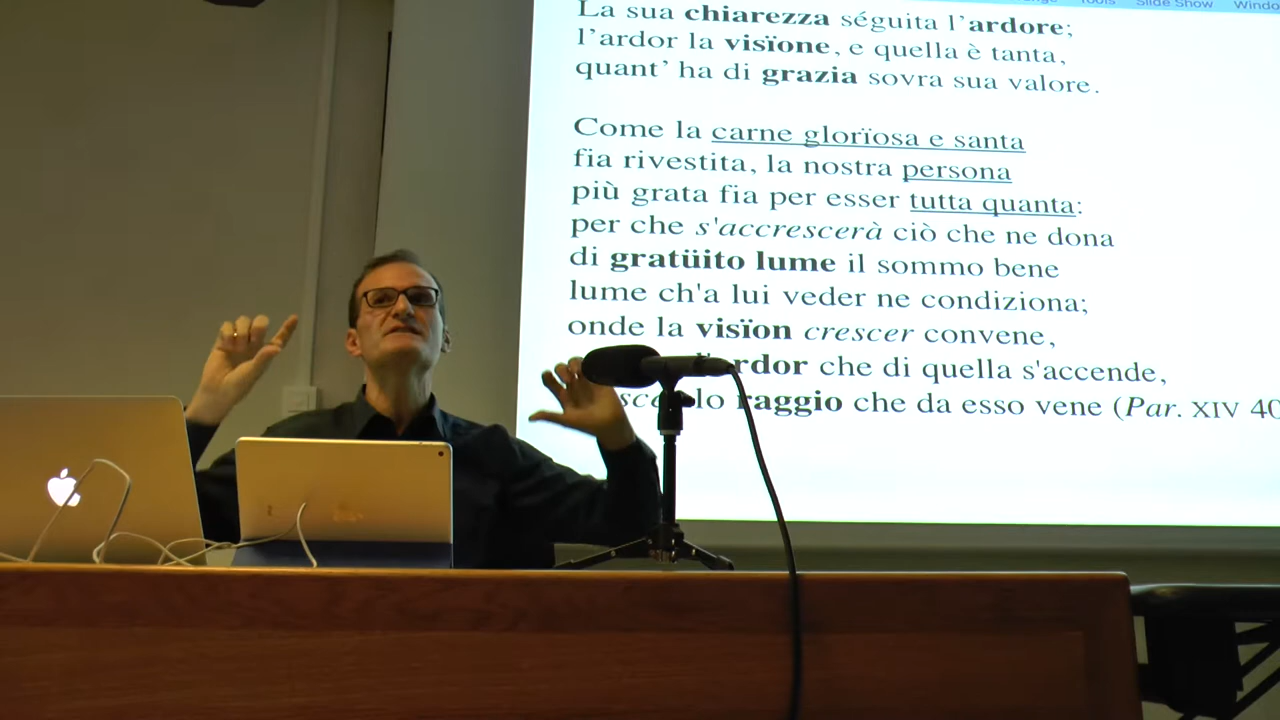 Tools Slide Show
La sua chiarezza séguita l'ardore;
l'ardor la visïone, e quella è tanta,
quant' ha di grazia sovra sua valore.
Come la carne glorïosa e santa
fia rivestita, la nostra persona
più grata fia per esser tutta quanta:
per che s'accrescerà ciò che ne dona
di gratüito lume il sommo bene
lume ch'a lui veder ne condiziona;
onde la visïon crescer convene,
l'ardor che di quella s'accende,
lo raggio che da esso vene (Par. XIV 40